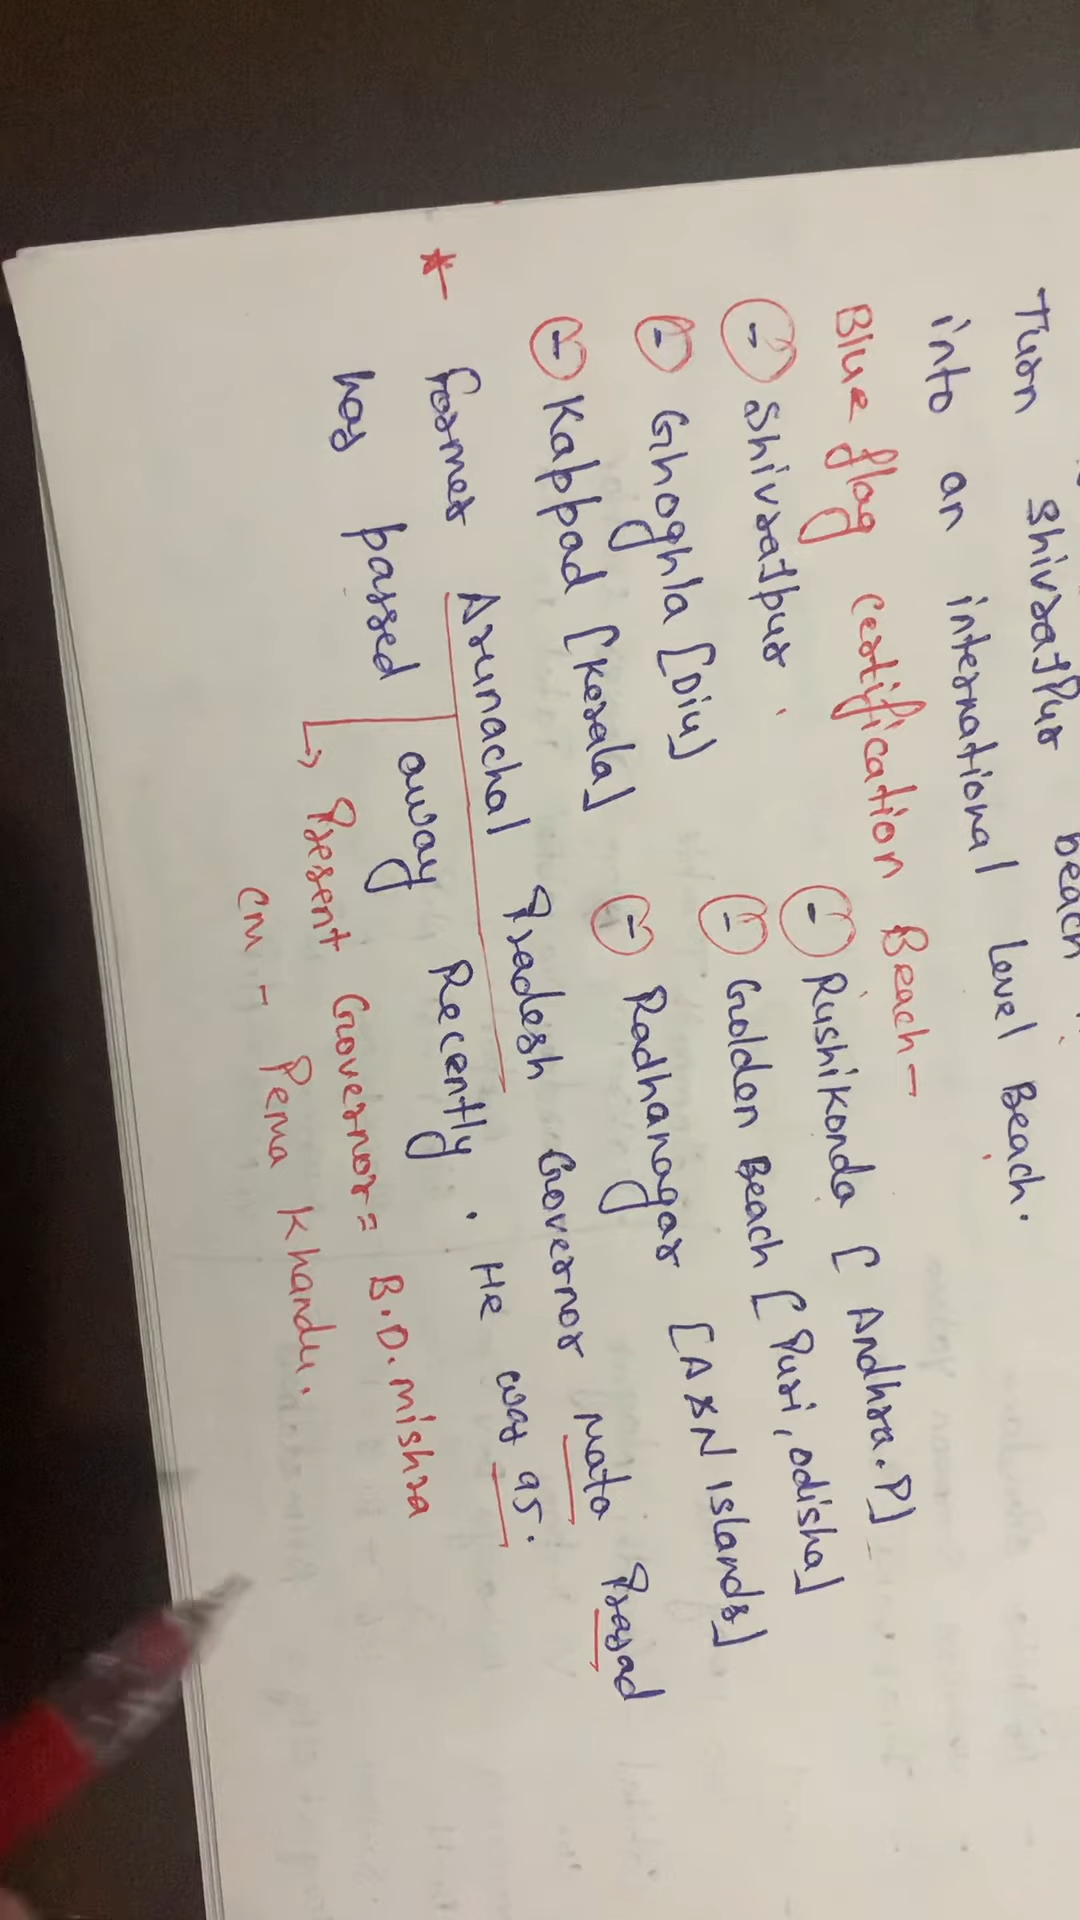 Turn Shivrajpur beach
into an international level Beach.
Blue flag certification Beach -
- Shivrajpur - Rushikonda [Andhra.P]
- Ghoghla [Diu] - Golden Beach [Puri, odisha]
- Kappad [Kerala] - Radhanagar [A & N Islands]
* Former Arunachal Pradesh Governor Mata Prasad
has passed away Recently. He was 95.
→ Present Governor = B.D. mishra
cm - Pema Khandu.